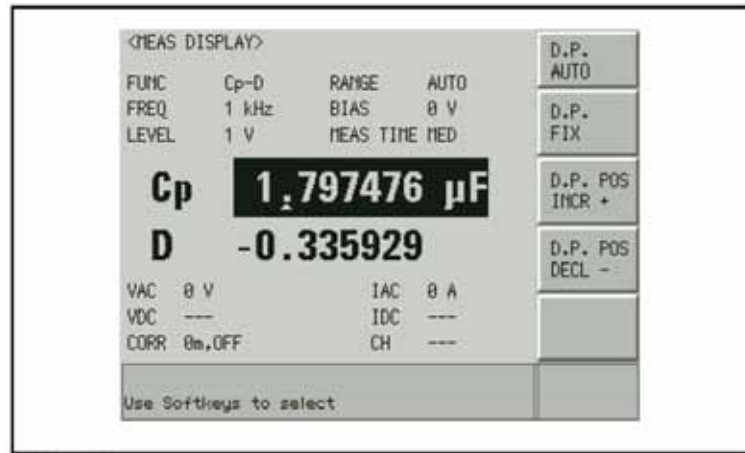 <MEAS DISPLAY>
FUNC Cp-D RANGE AUTO
FREQ 1 kHz BIAS 0 V
LEVEL 1 V MEAS TIME MED
Cp 1.797476 µF
D -0.335929
VAC 0 V IAC 0 A
VDC --- IDC ---
CORR 0m,OFF CH ---
Use Softkeys to select
D.P.
AUTO
D.P.
FIX
D.P. POS
INCR +
D.P. POS
DECL -